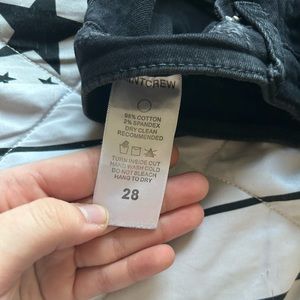 NTCREW
98% COTTON
2% SPANDEX
DRY CLEAN
RECOMMENDED
TURN INSIDE OUT
HAND WASH COLD
DO NOT BLEACH
HANG TO DRY
28